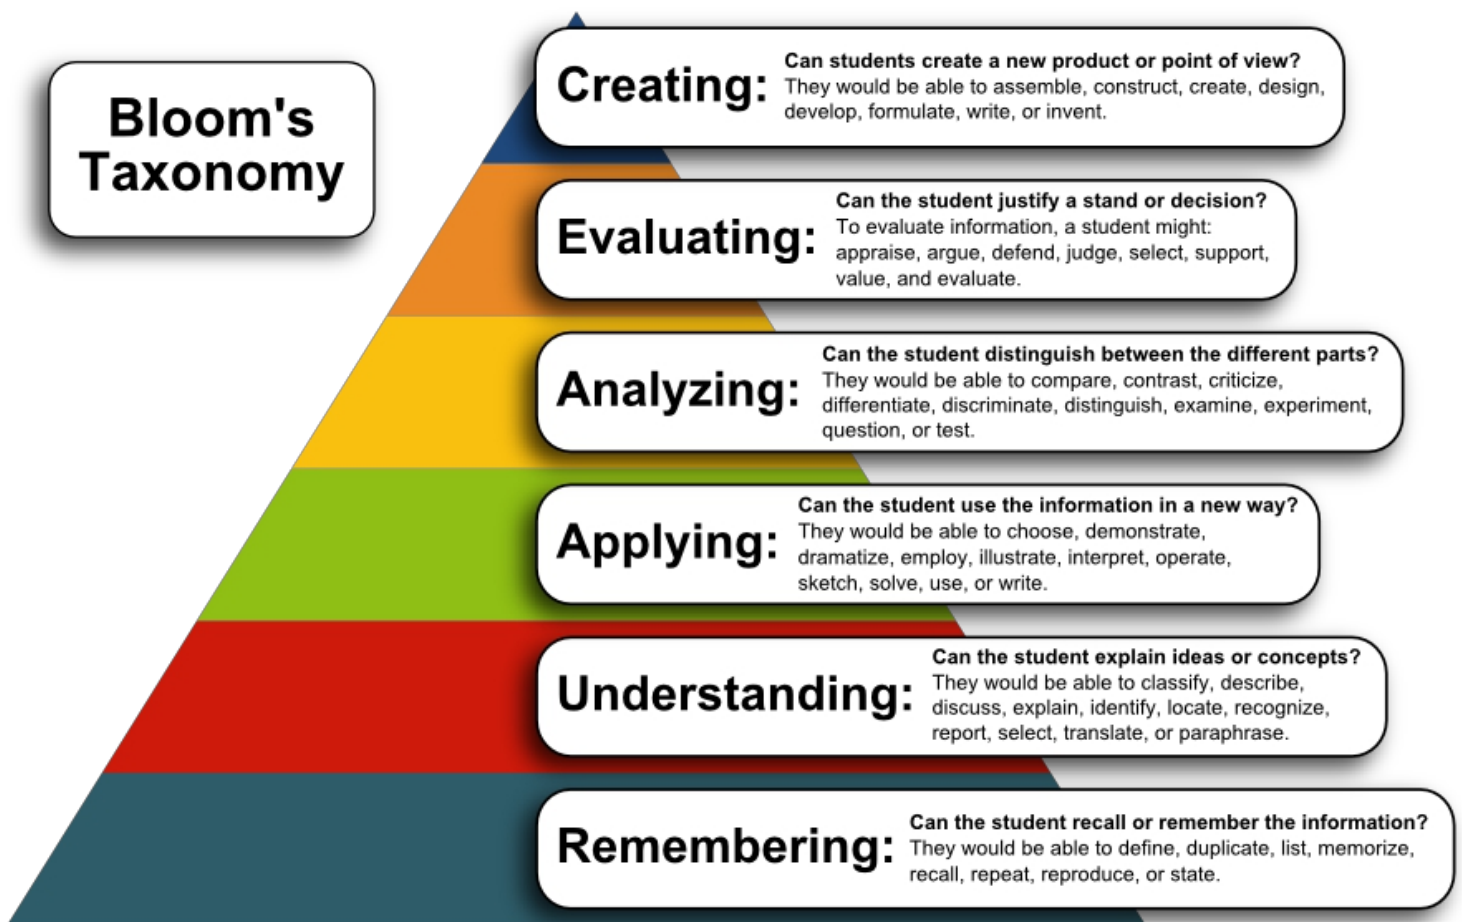 Bloom's
Taxonomy
Creating:
Can students create a new product or point of view?
They would be able to assemble, construct, create, design,
develop, formulate, write, or invent.
Evaluating:
Can the student justify a stand or decision?
To evaluate information, a student might:
appraise, argue, defend, judge, select, support,
value, and evaluate.
Analyzing:
Can the student distinguish between the different parts?
They would be able to compare, contrast, criticize,
differentiate, discriminate, distinguish, examine, experiment,
question, or test.
Applying:
Can the student use the information in a new way?
They would be able to choose, demonstrate,
dramatize, employ, illustrate, interpret, operate,
sketch, solve, use, or write.
Understanding:
Can the student explain ideas or concepts?
They would be able to classify, describe,
discuss, explain, identify, locate, recognize,
report, select, translate, or paraphrase.
Remembering:
Can the student recall or remember the information?
They would be able to define, duplicate, list, memorize,
recall, repeat, reproduce, or state.